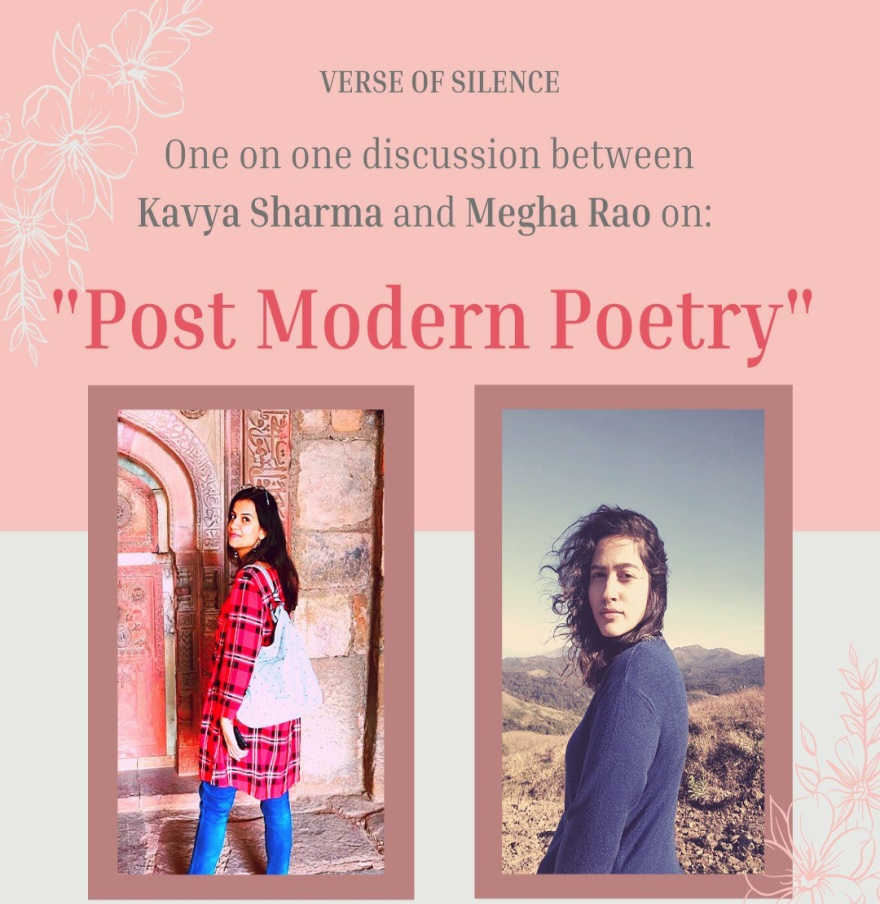 VERSE OF SILENCE
One on one discussion between
Kavya Sharma and Megha Rao on:
"Post Modern Poetry"